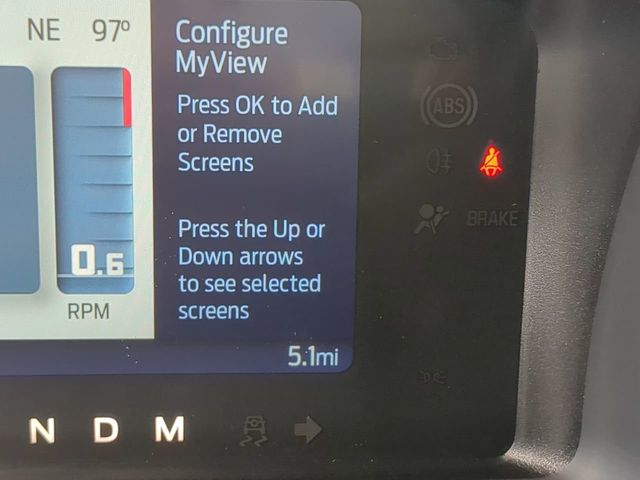 NE 97°
Configure
MyView
Press OK to Add
or Remove
Screens
ABS
Press the Up or
Down arrows
to see selected
screens
BRAKE
0.6
RPM
5.1mi
N D M